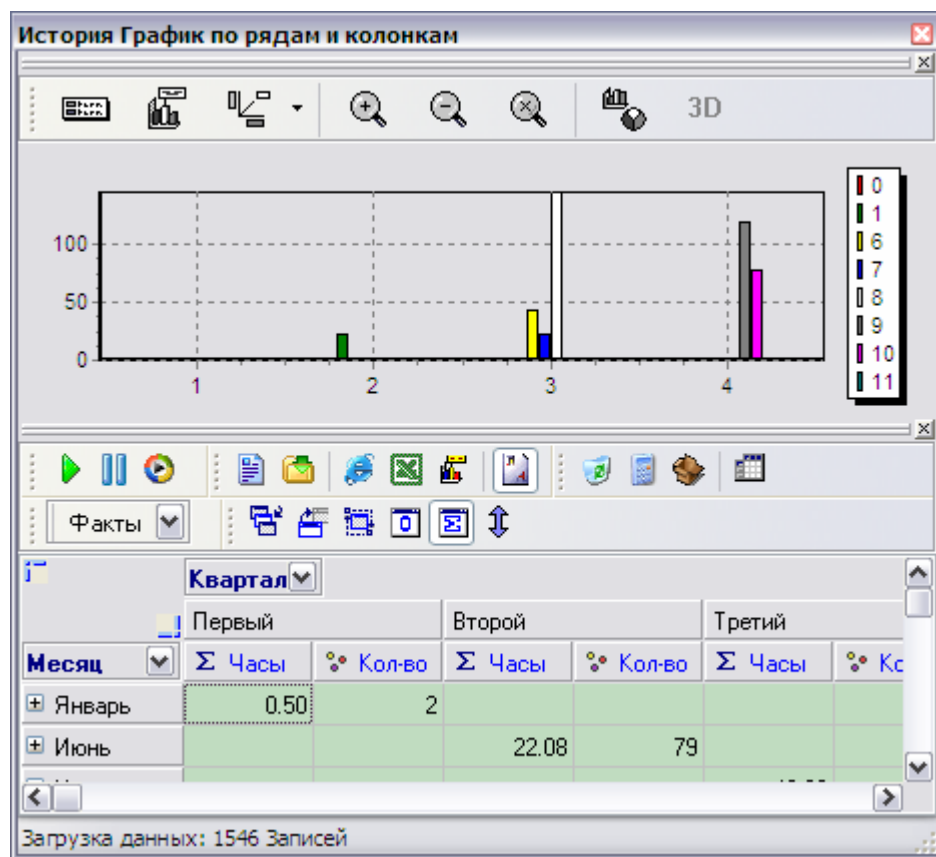 История График по рядам и колонкам
3D
100
50
0
1 2 3 4
0
1
6
7
8
9
10
11
Факты
Квартал
Первый Второй Третий
Месяц Σ Часы Кол-во Σ Часы Кол-во Σ Часы
Январь 0.50 2
Июнь 22.08 79
Загрузка данных: 1546 Записей